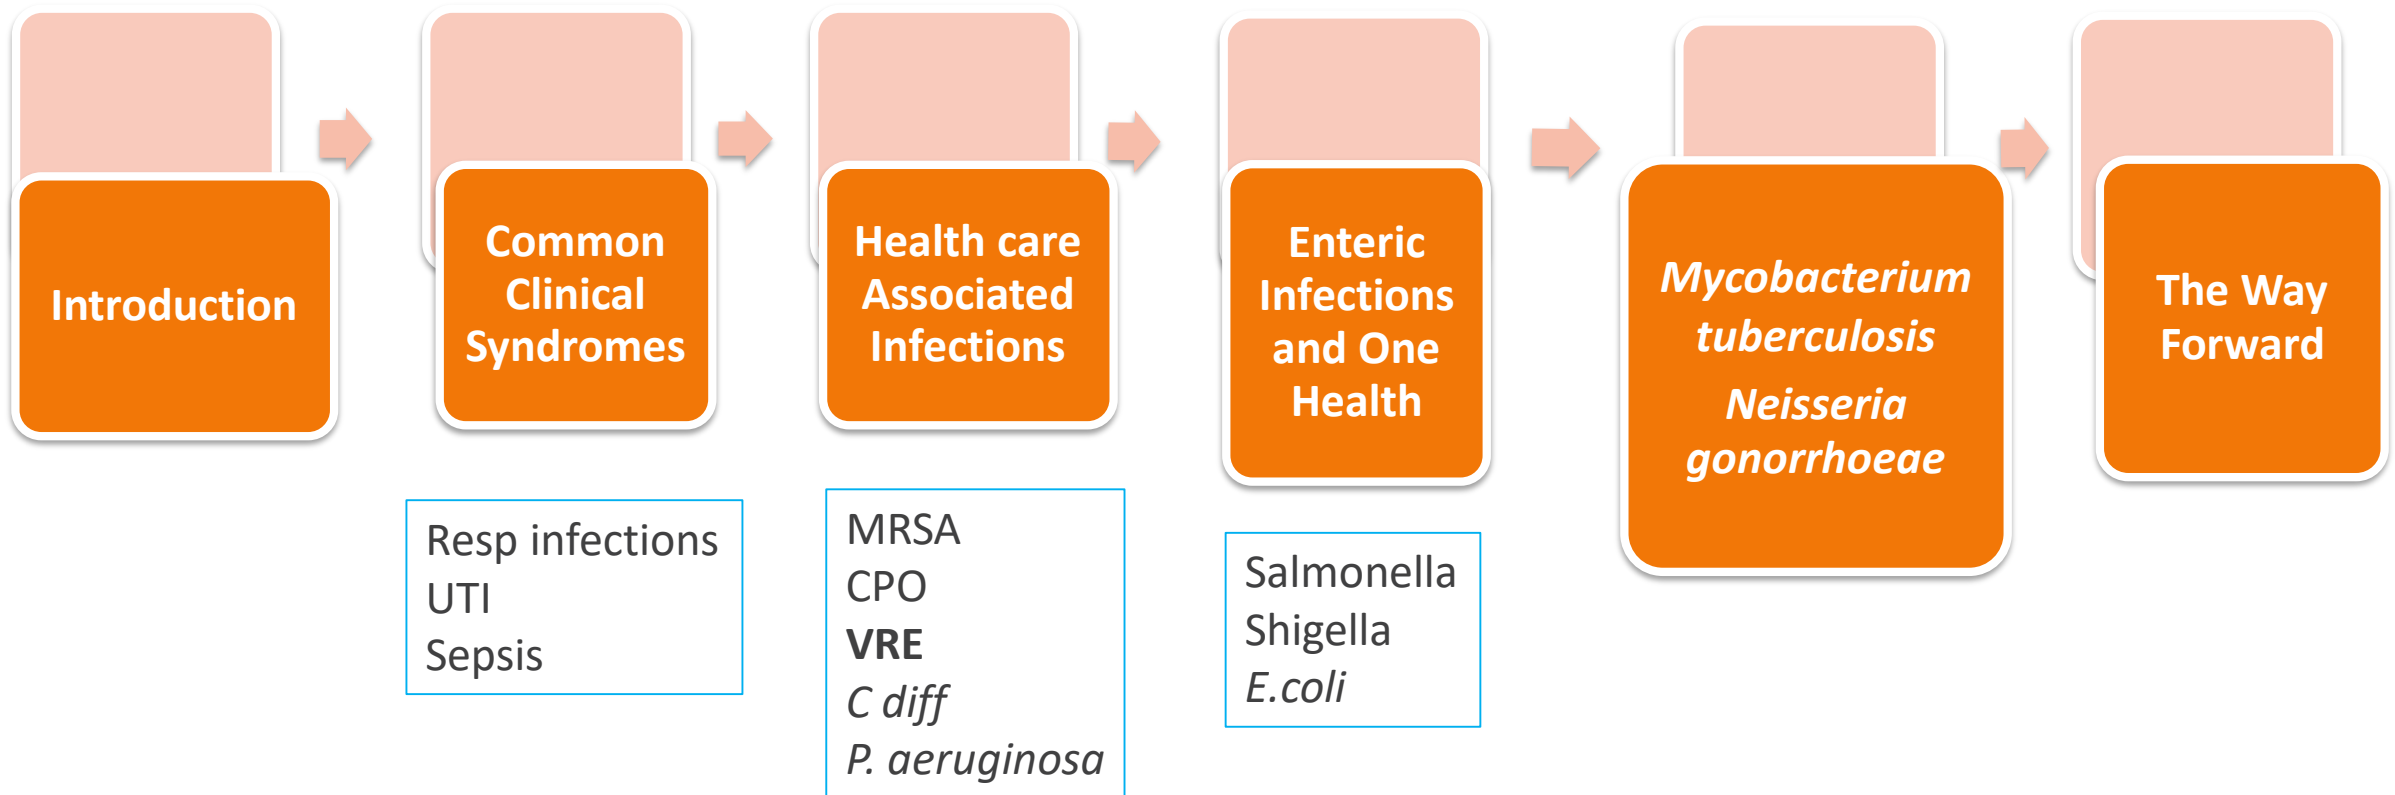 Introduction
Common
Clinical
Syndromes
Health care
Associated
Infections
Enteric
Infections
and One
Health
Mycobacterium
tuberculosis
Neisseria
gonorrhoeae
The Way
Forward
Resp infections
UTI
Sepsis
MRSA
CPO
VRE
C diff
P. aeruginosa
Salmonella
Shigella
E.coli